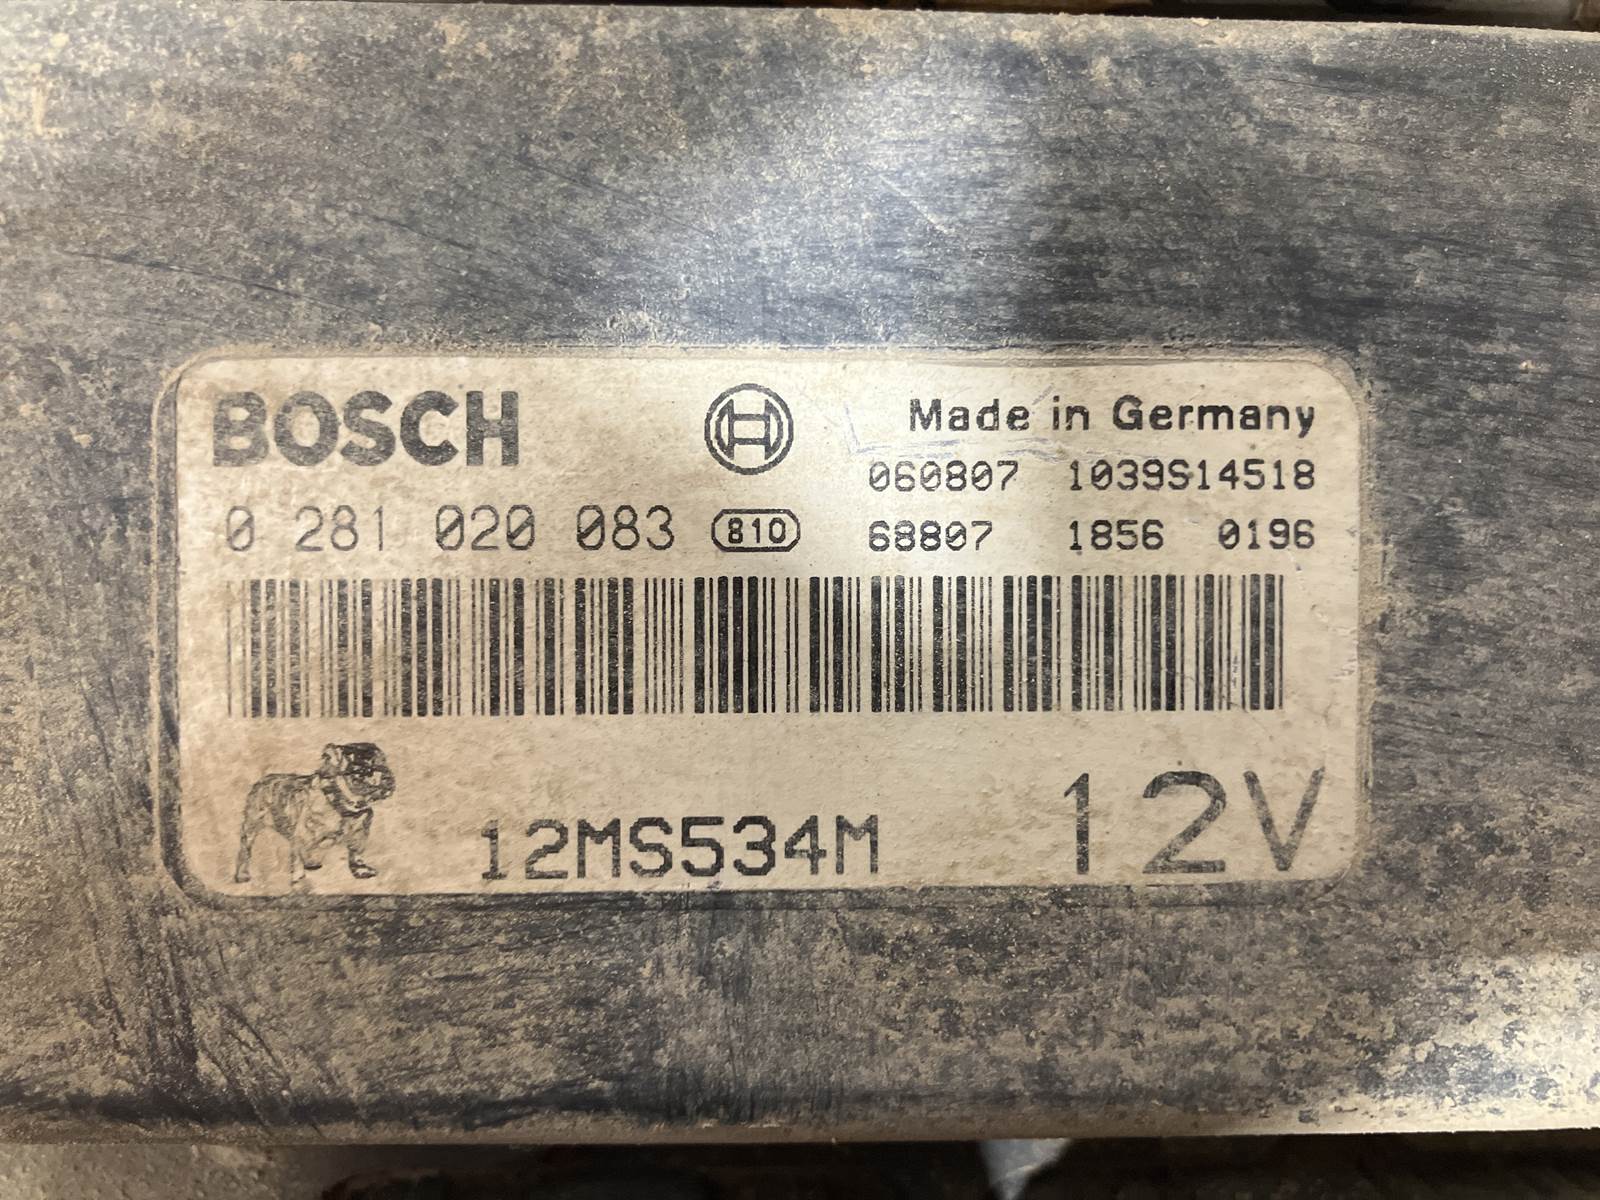 BOSCH
Made in Germany
060807 1039S14518
0 281 020 083 810
68807 1856 0196
12MS534M
12V